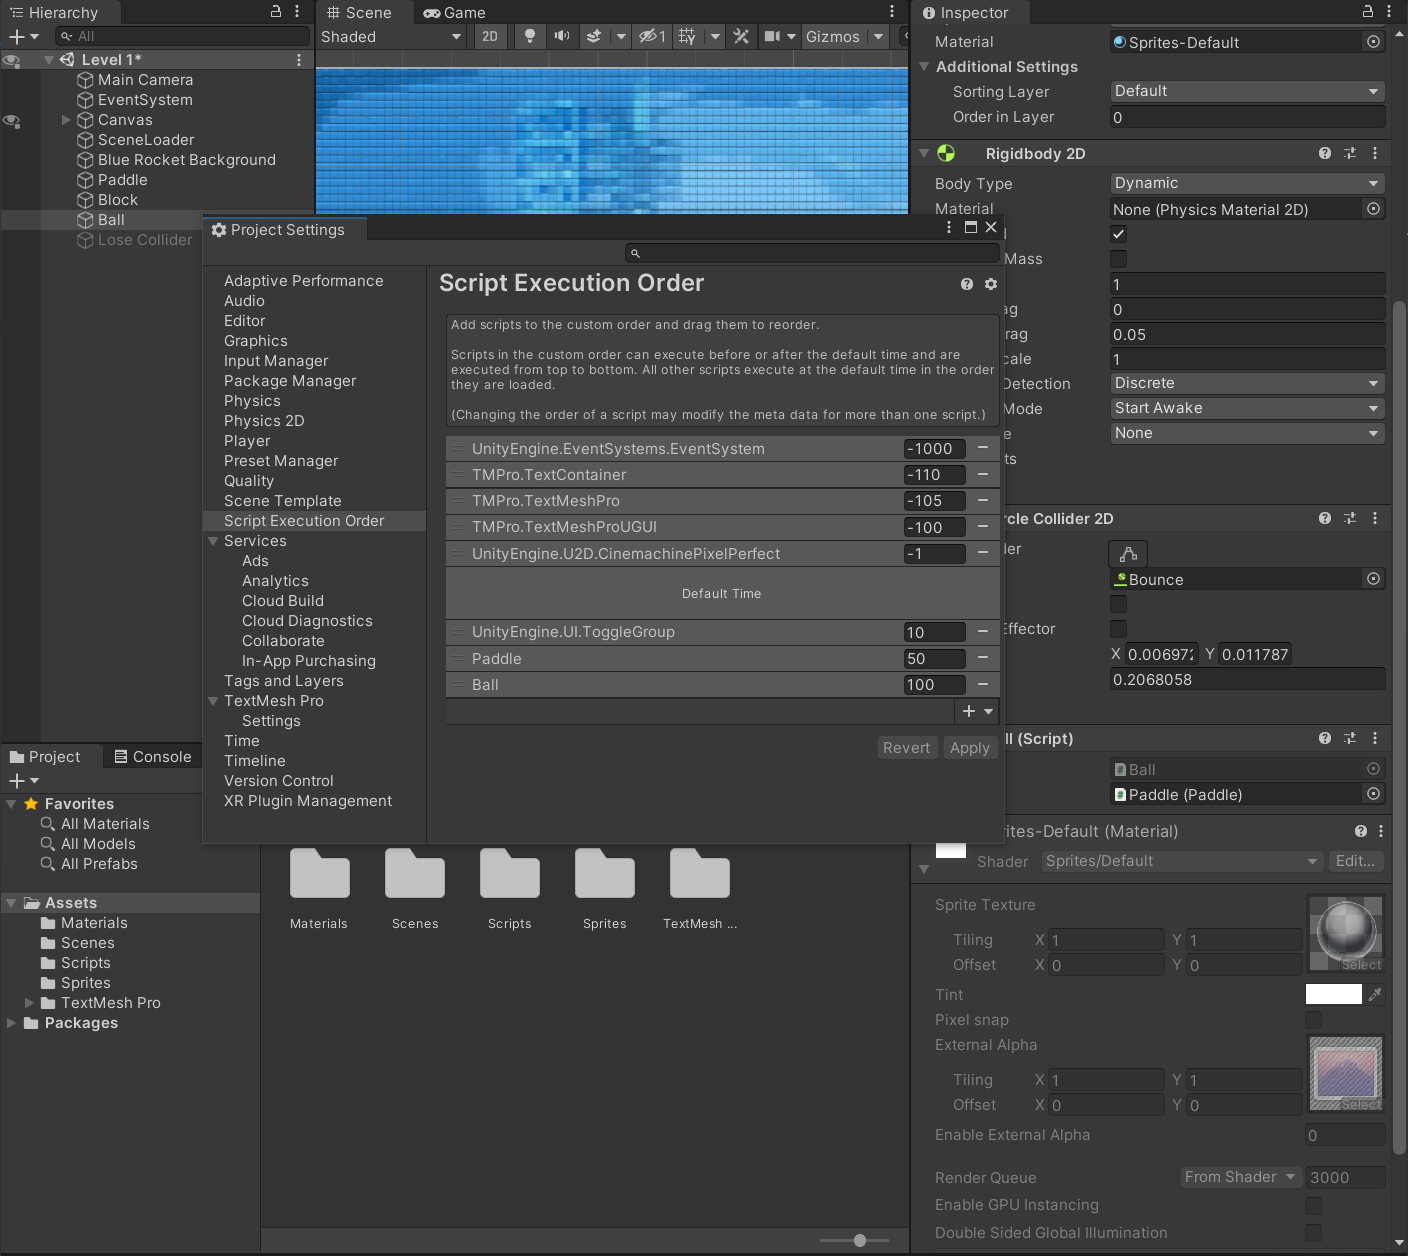 Hierarchy
All
Level 1*
Main Camera
EventSystem
Canvas
SceneLoader
Blue Rocket Background
Paddle
Block
Ball
Lose Collider
Scene
Game
Shaded
2D
1
Gizmos
Inspector
Material
Sprites-Default
Additional Settings
Sorting Layer
Default
Order in Layer
0
Rigidbody 2D
Body Type
Dynamic
Material
None (Physics Material 2D)
Mass
1
ag
0
rag
0.05
cale
1
Detection
Discrete
Mode
Start Awake
e
None
ts
rcle Collider 2D
ler
Bounce
Effector
X 0.00697 Y 0.011787
0.2068058
ll (Script)
Ball
Paddle (Paddle)
rites-Default (Material)
Shader
Sprites/Default
Edit...
Sprite Texture
Tiling X 1 Y 1
Offset X 0 Y 0
Select
Tint
Pixel snap
External Alpha
Tiling X 1 Y 1
Offset X 0 Y 0
Select
Enable External Alpha
0
Render Queue
From Shader
3000
Enable GPU Instancing
Double Sided Global Illumination
Project Settings
Adaptive Performance
Audio
Editor
Graphics
Input Manager
Package Manager
Physics
Physics 2D
Player
Preset Manager
Quality
Scene Template
Script Execution Order
Services
Ads
Analytics
Cloud Build
Cloud Diagnostics
Collaborate
In-App Purchasing
Tags and Layers
TextMesh Pro
Settings
Time
Timeline
Version Control
XR Plugin Management
Script Execution Order
Add scripts to the custom order and drag them to reorder.
Scripts in the custom order can execute before or after the default time and are
executed from top to bottom. All other scripts execute at the default time in the order
they are loaded.
(Changing the order of a script may modify the meta data for more than one script.)
UnityEngine.EventSystems.EventSystem -1000
TMPro.TextContainer -110
TMPro.TextMeshPro -105
TMPro.TextMeshProUGUI -100
UnityEngine.U2D.CinemachinePixelPerfect -1
Default Time
UnityEngine.UI.ToggleGroup 10
Paddle 50
Ball 100
Revert
Apply
Project
Console
Favorites
All Materials
All Models
All Prefabs
Assets
Materials
Scenes
Scripts
Sprites
TextMesh Pro
Packages
Materials
Scenes
Scripts
Sprites
TextMesh ...